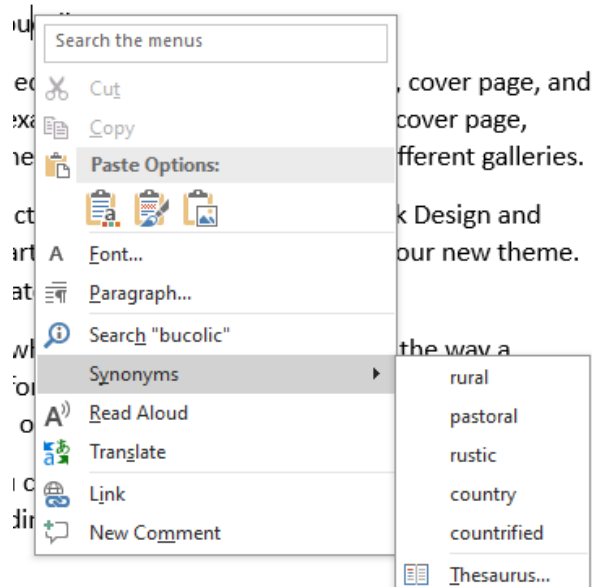 Search the menus
, cover page, and
Cut
Copy
cover page,
Paste Options:
fferent galleries.
k Design and
Font...
our new theme.
Paragraph...
Search "bucolic"
the way a
Synonyms
rural
Read Aloud
pastoral
Translate
rustic
Link
country
New Comment
countrified
Thesaurus...